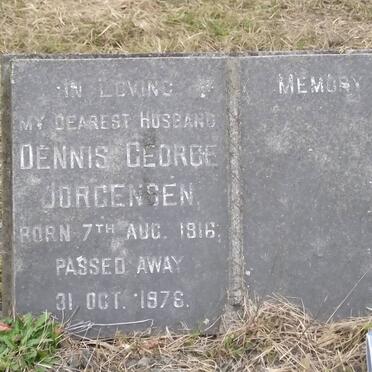 IN LOVING MEMORY
MY DEAREST HUSBAND
DENNIS GEORGE
JORGENSEN
BORN 7TH AUG. 1916,
PASSED AWAY
31 OCT. 1978.